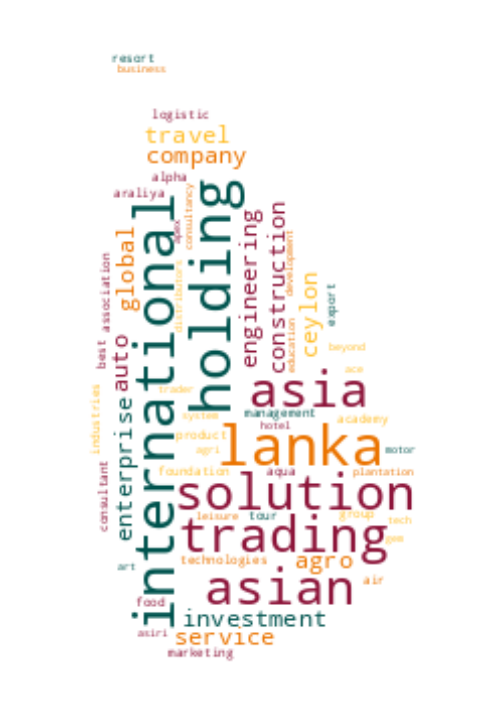 resort
business
logistic
travel
company
alpha
araliya
international
holding
consultancy
apex
global
engineering
construction
development
distributors
association
ceylon
export
education
best
auto
beyond
ace
asia
trader
industries
enterprise
system
management
academy
hotel
product
lanka
agri
motor
consultant
foundation
aqua
plantation
solution
leisure
tour
group
tech
trading
gem
technologies
agro
art
air
asian
food
investment
asiri
service
marketing